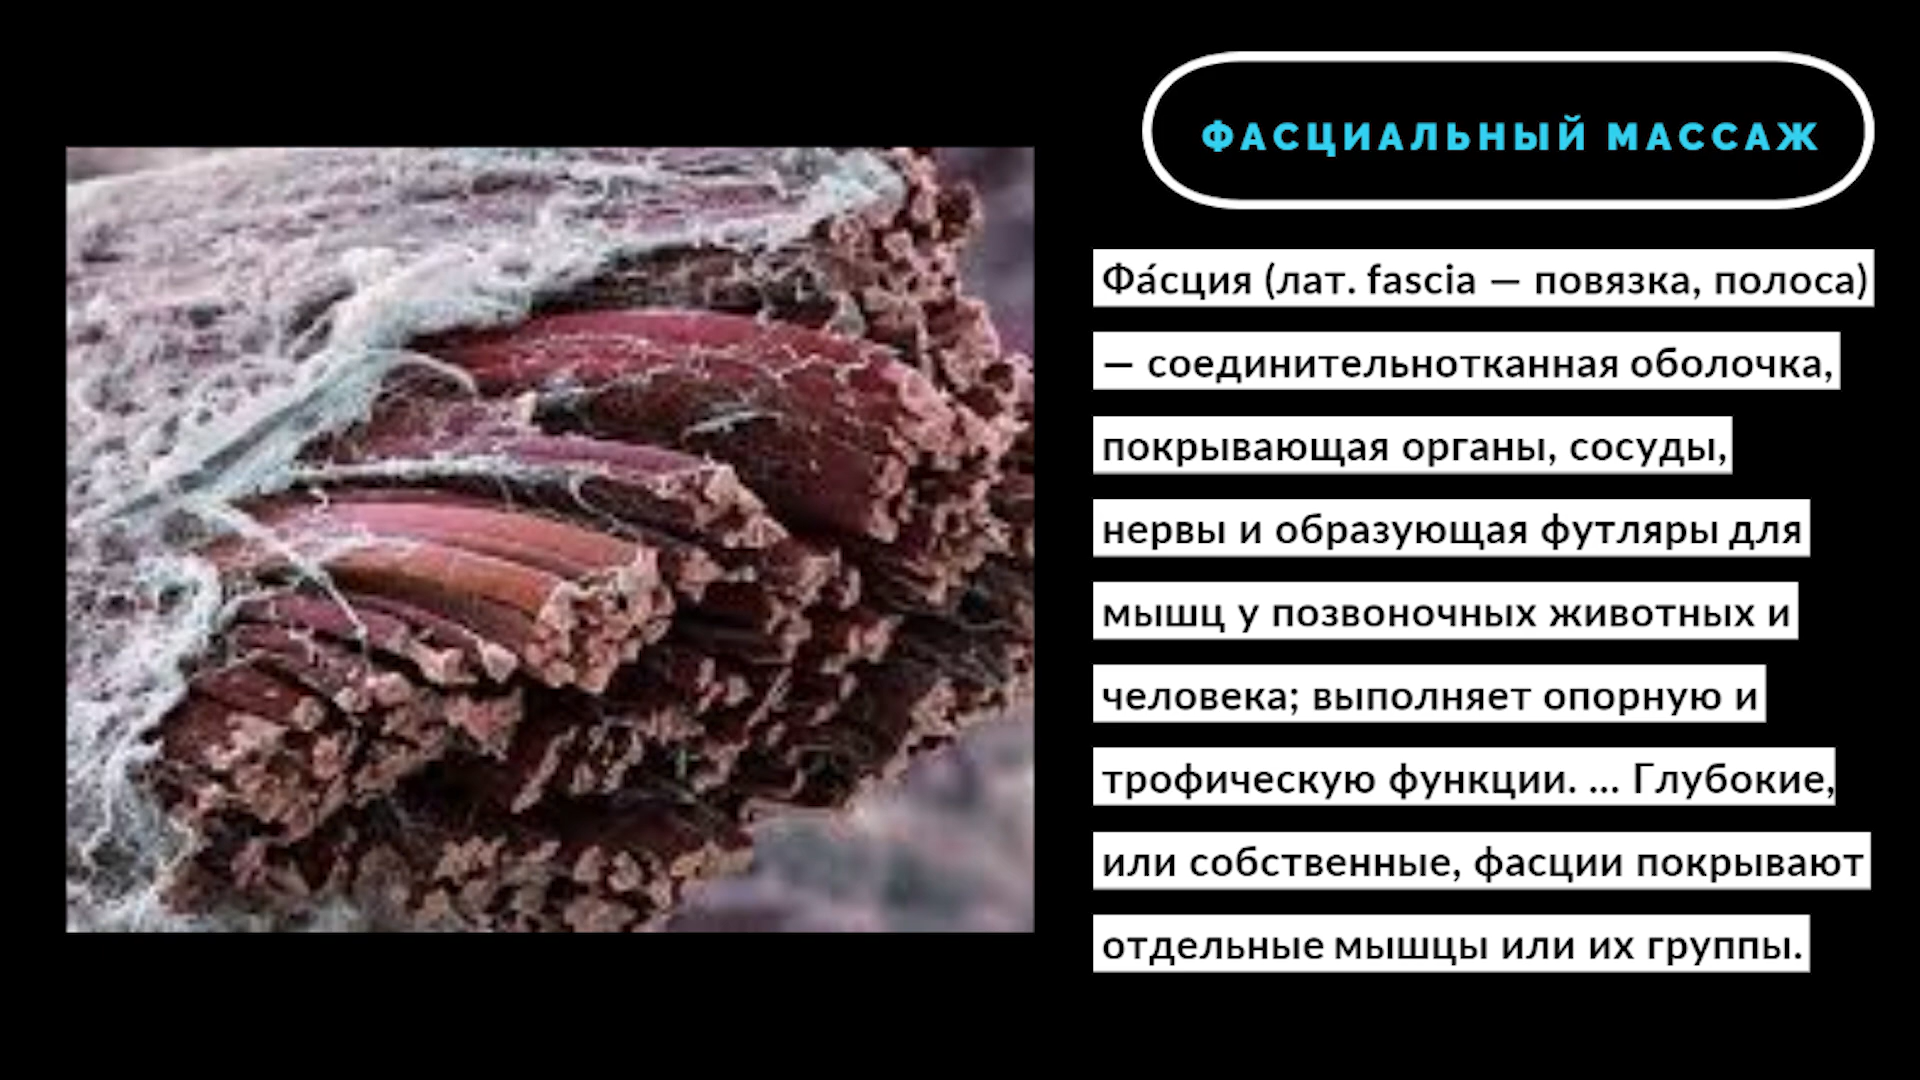 ФАСЦИАЛЬНЫЙ МАССАЖ
Фа́сция (лат. fascia — повязка, полоса)
— соединительнотканная оболочка,
покрывающая органы, сосуды,
нервы и образующая футляры для
мышц у позвоночных животных и
человека; выполняет опорную и
трофическую функции. ... Глубокие,
или собственные, фасции покрывают
отдельные мышцы или их группы.